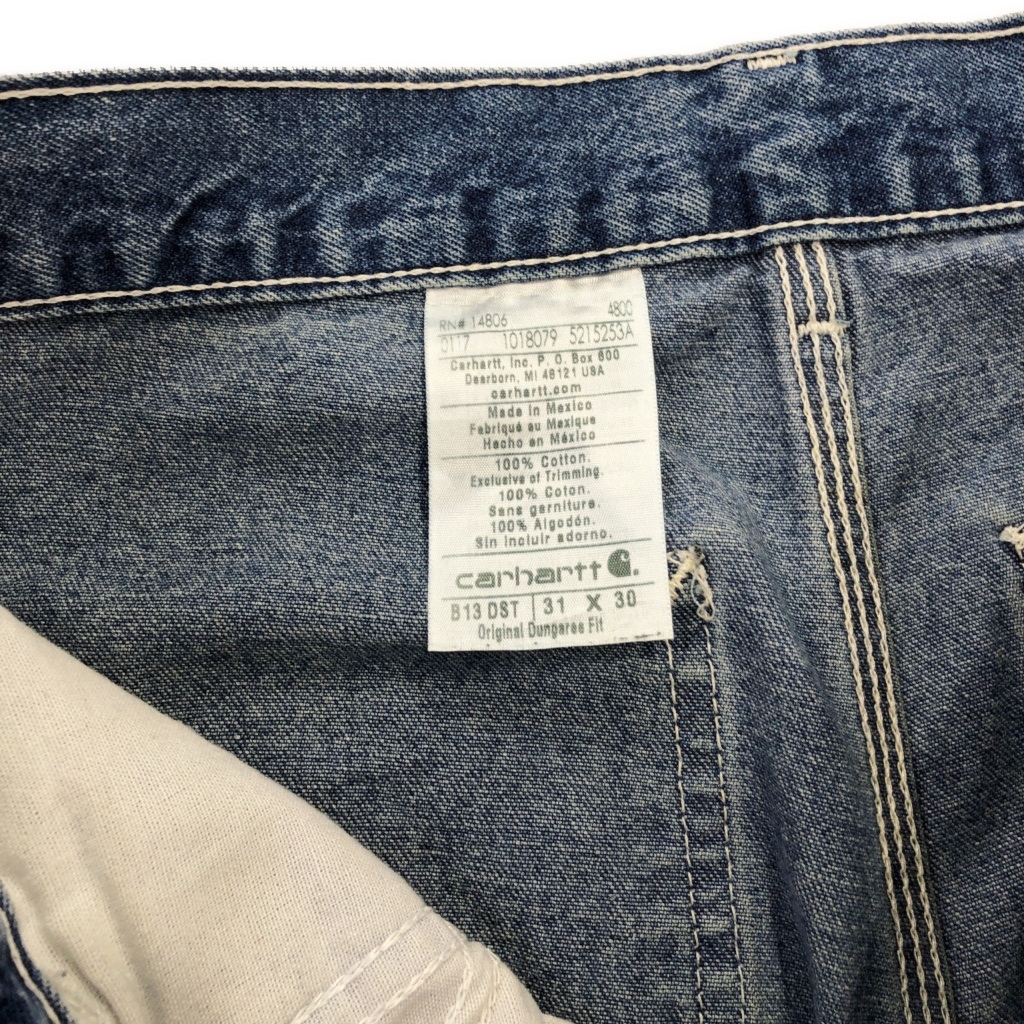 RN# 14806 4800
0117 1018079 5215253A
Carhartt, Inc. P. O. Box 600
Dearborn, MI 48121 USA
carhartt.com
Made in Mexico
Fabriqué au Mexique
Hecho en México
100% Cotton.
Exclusive of Trimming.
100% Coton.
Sans garniture.
100% Algodón.
Sin incluir adorno.
carhartt
B13 DST 31 X 30
Original Dungaree Fit